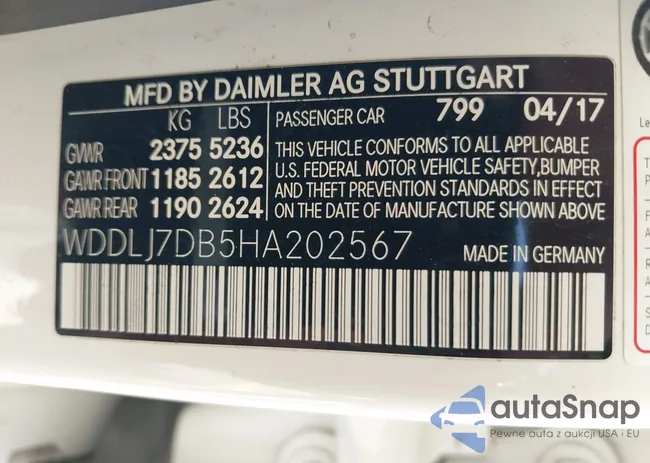 MFD BY DAIMLER AG STUTTGART
KG LBS
GVWR 2375 5236
GAWR FRONT 1185 2612
GAWR REAR 1190 2624
PASSENGER CAR 799 04/17
THIS VEHICLE CONFORMS TO ALL APPLICABLE
U.S. FEDERAL MOTOR VEHICLE SAFETY,BUMPER
AND THEFT PREVENTION STANDARDS IN EFFECT
ON THE DATE OF MANUFACTURE SHOWN ABOVE
WDDLJ7DB5HA202567
MADE IN GERMANY
autaSnap
Pewne auta z aukcji USA i EU